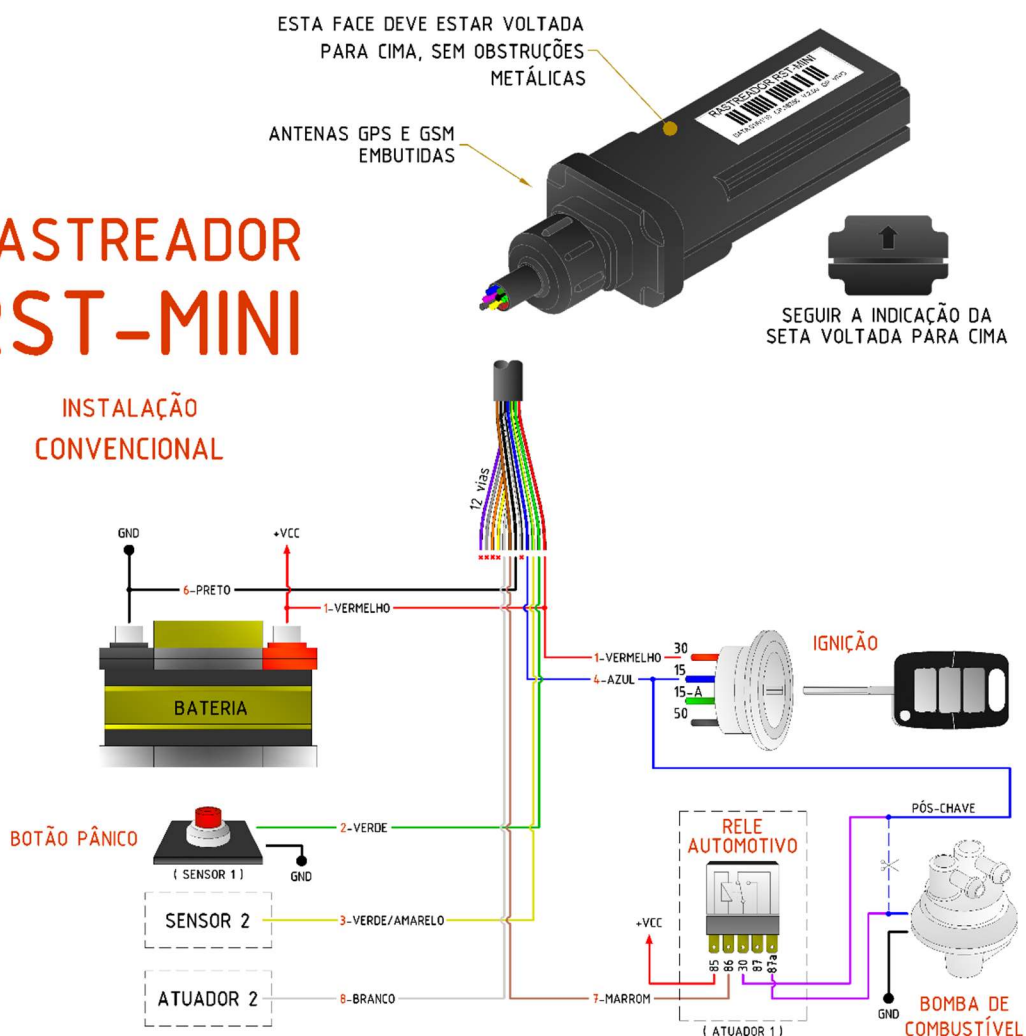 ESTA FACE DEVE ESTAR VOLTADA
PARA CIMA, SEM OBSTRUÇÕES
METÁLICAS
ANTENAS GPS E GSM
EMBUTIDAS
RASTREADOR RST-MINI
ASTREADOR
RST-MINI
SEGUIR A INDICAÇÃO DA
SETA VOLTADA PARA CIMA
INSTALAÇÃO
CONVENCIONAL
12 vias
GND
+VCC
6-PRETO
1-VERMELHO
BATERIA
1-VERMELHO
30
4-AZUL
15
15-A
50
IGNIÇÃO
BOTÃO PÂNICO
2-VERDE
( SENSOR 1 )
GND
SENSOR 2
3-VERDE/AMARELO
ATUADOR 2
8-BRANCO
7-MARROM
RELE
AUTOMOTIVO
+VCC
85
86
30
87
87a
( ATUADOR 1 )
PÓS-CHAVE
GND
BOMBA DE
COMBUSTÍVEL